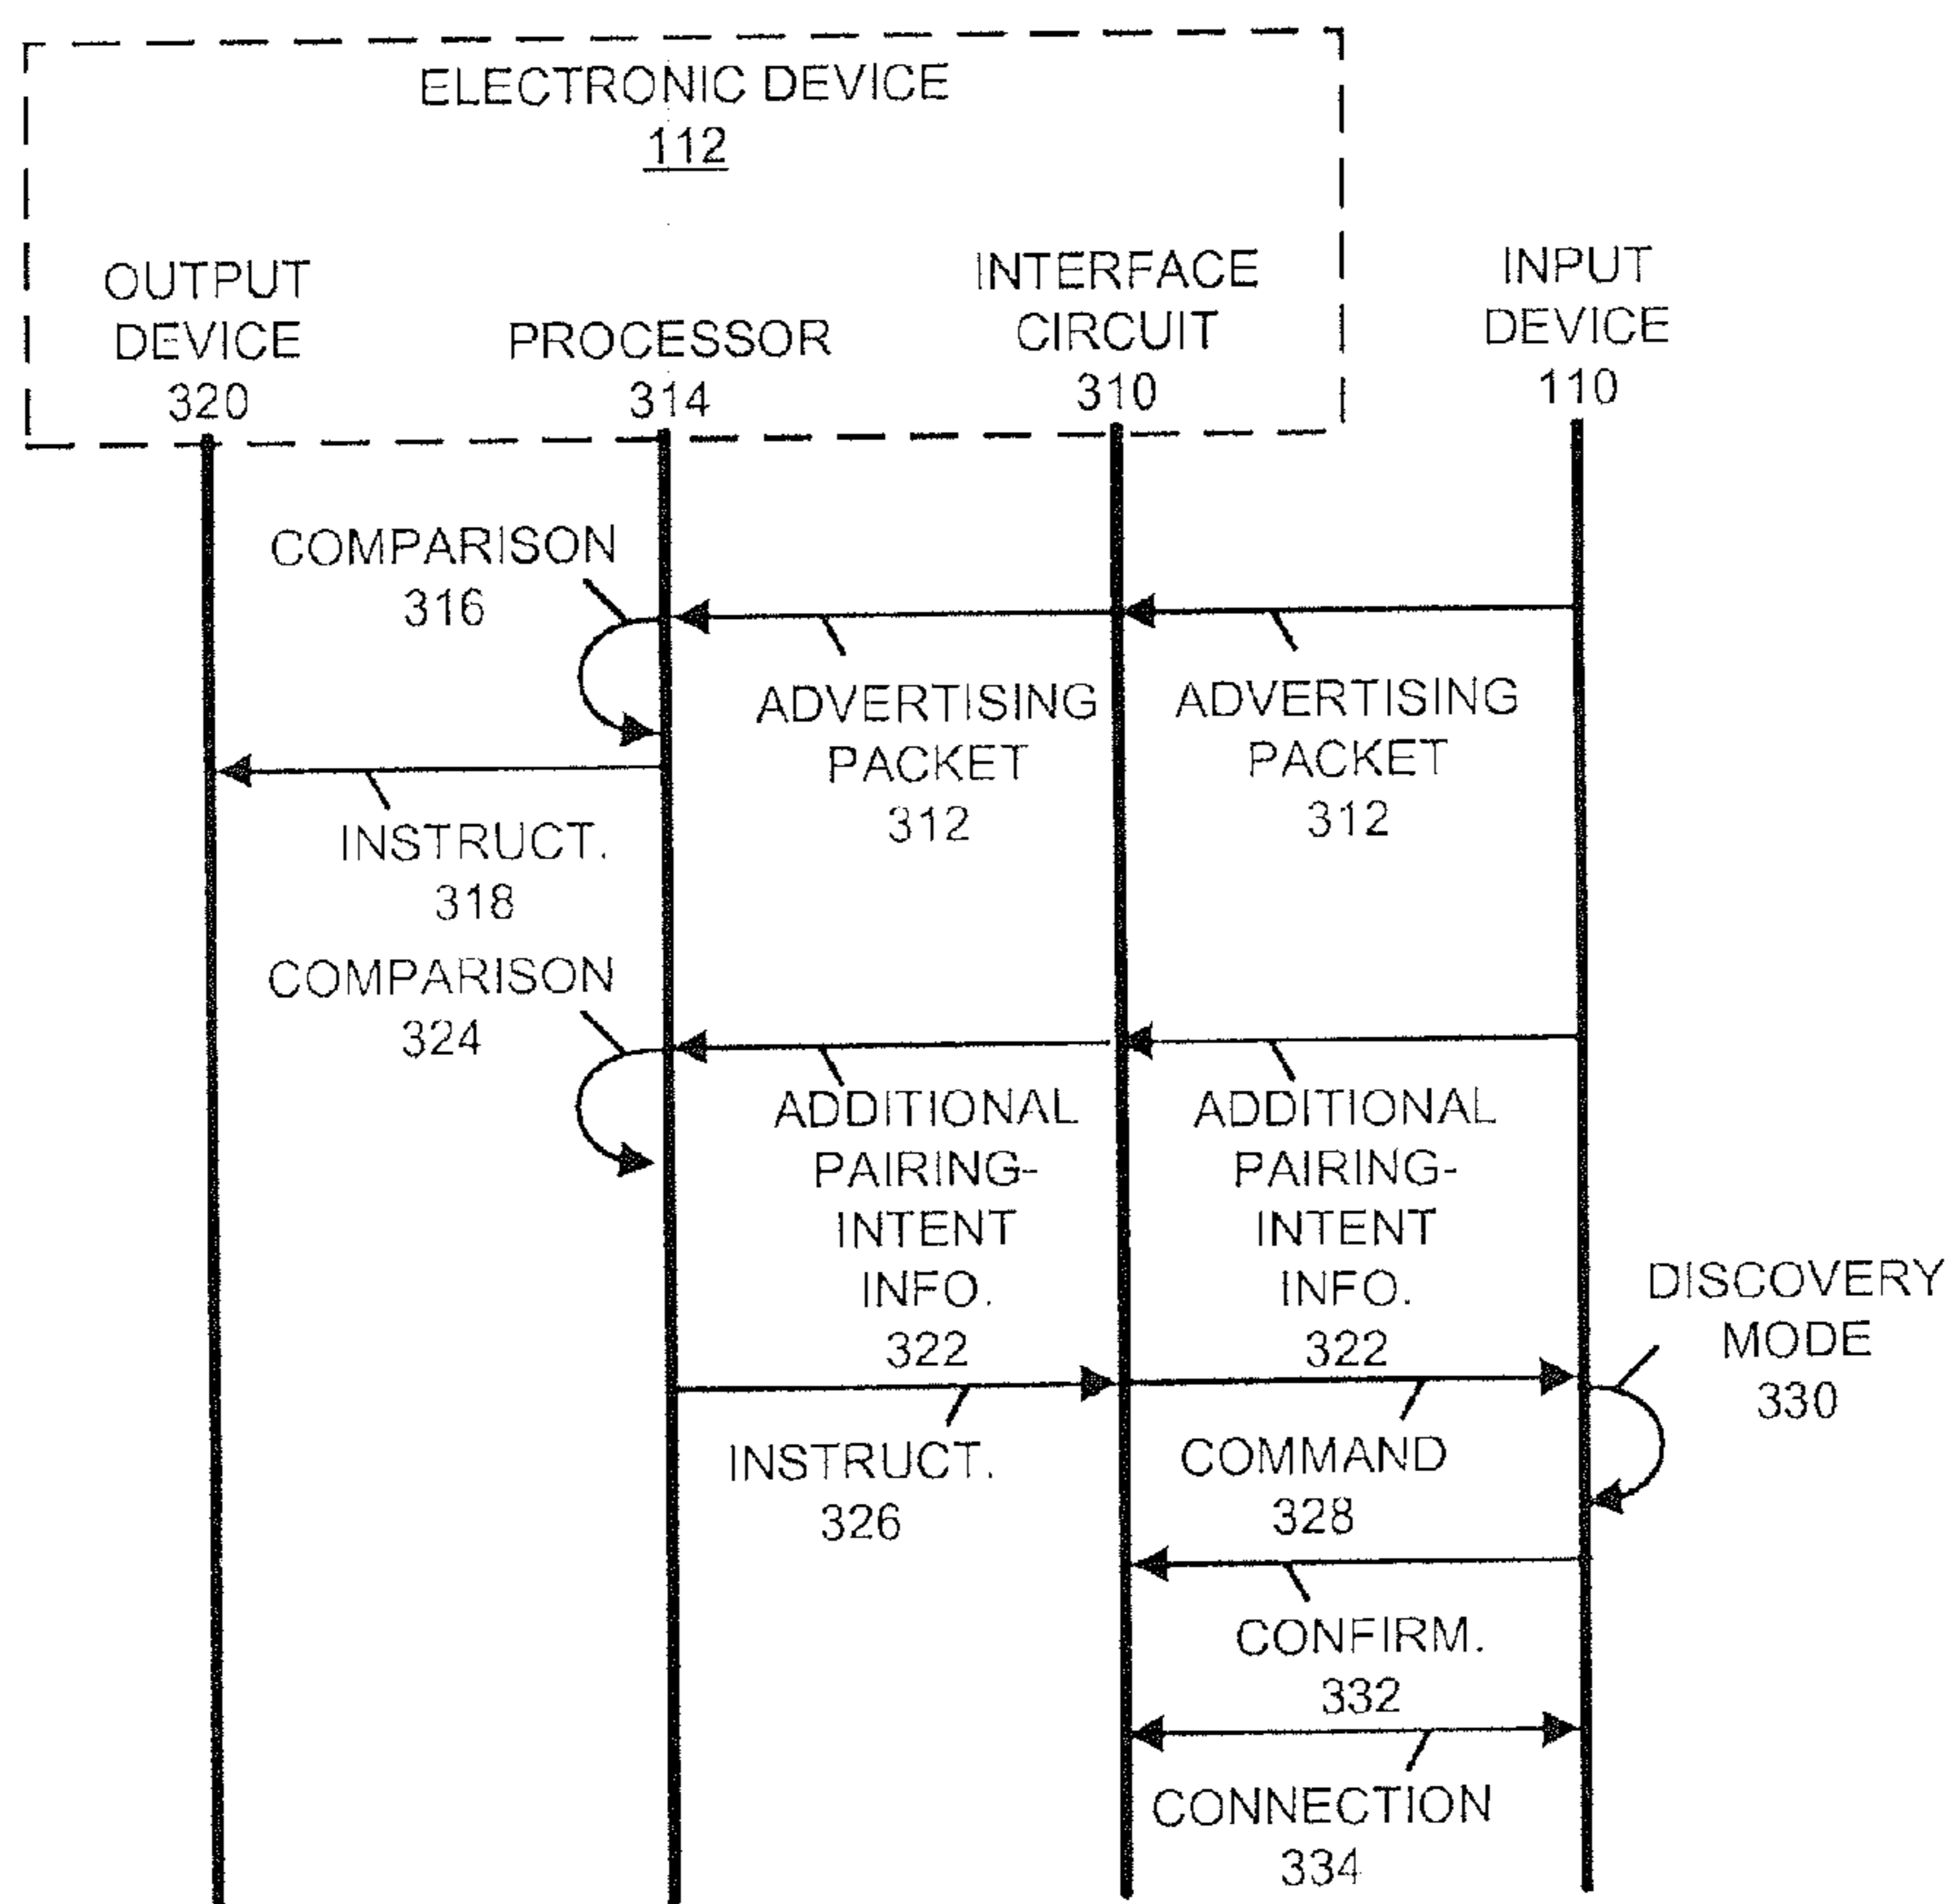 ELECTRONIC DEVICE
112
OUTPUT
DEVICE
320
PROCESSOR
314
INTERFACE
CIRCUIT
310
INPUT
DEVICE
110
COMPARISON
316
ADVERTISING
PACKET
312
ADVERTISING
PACKET
312
INSTRUCT.
318
COMPARISON
324
ADDITIONAL
PAIRING-
INTENT
INFO.
322
ADDITIONAL
PAIRING-
INTENT
INFO.
322
DISCOVERY
MODE
330
INSTRUCT.
326
COMMAND
328
CONFIRM.
332
CONNECTION
334